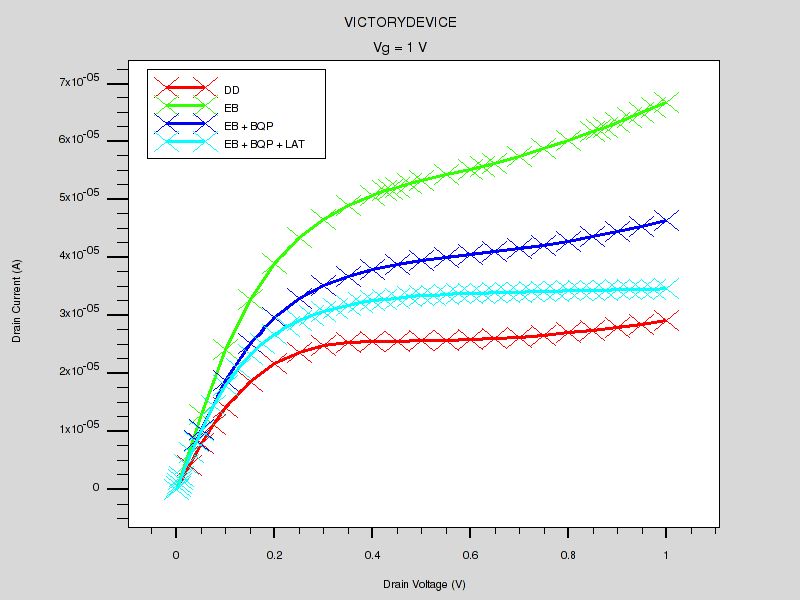 VICTORYDEVICE
Vg = 1 V
DD
EB
EB + BQP
EB + BQP + LAT
7x10^-05
6x10^-05
5x10^-05
4x10^-05
3x10^-05
2x10^-05
1x10^-05
0
Drain Current (A)
0 0.2 0.4 0.6 0.8 1
Drain Voltage (V)